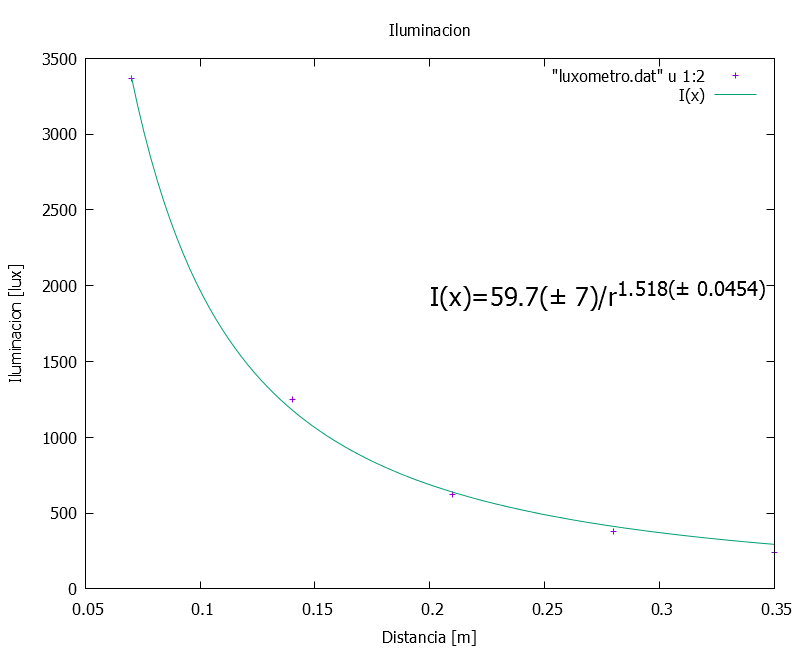 Iluminacion
3500
3000
2500
2000
1500
1000
500
0
Iluminacion [lux]
"luxometro.dat" u 1:2
I(x)
I(x)=59.7(± 7)/r^1.518(± 0.0454)
0.05 0.1 0.15 0.2 0.25 0.3 0.35
Distancia [m]